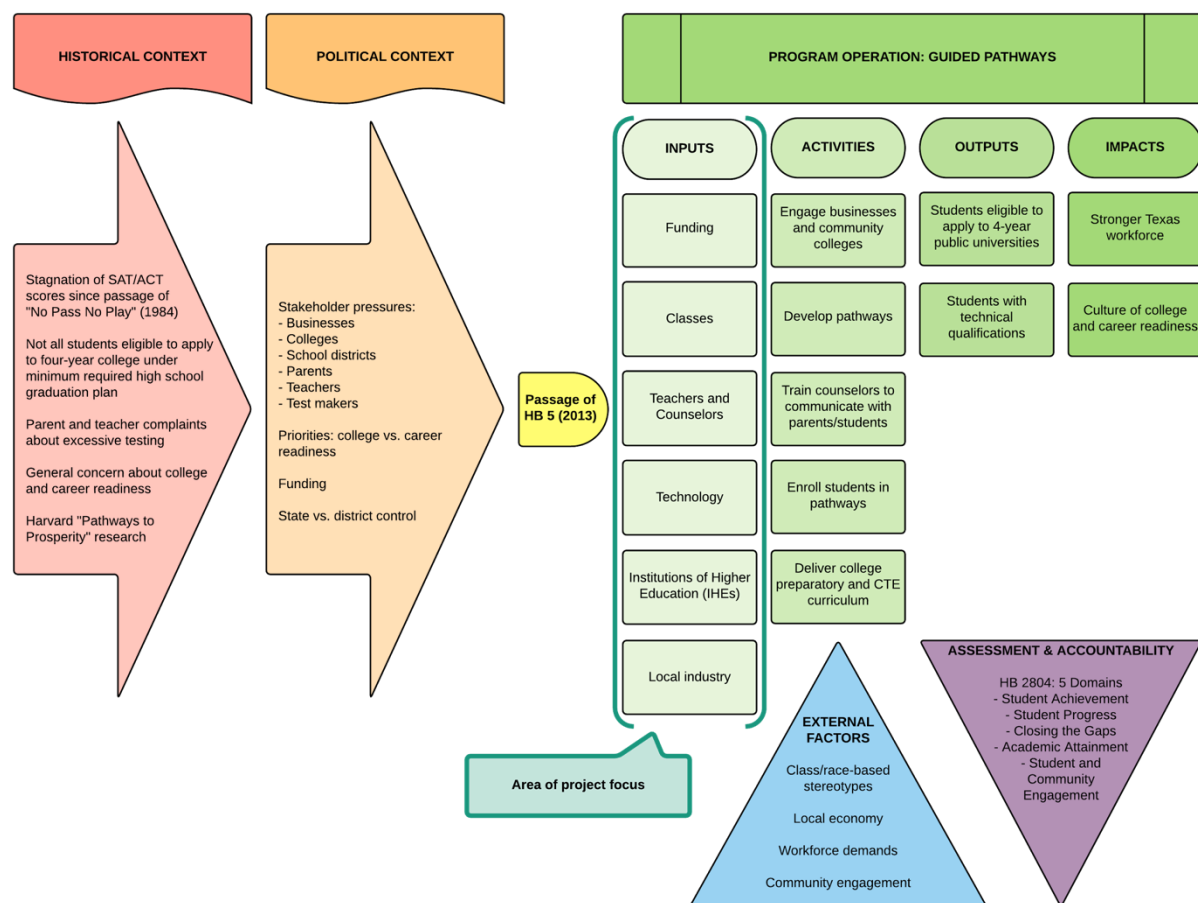 HISTORICAL CONTEXT
POLITICAL CONTEXT
PROGRAM OPERATION: GUIDED PATHWAYS
Stagnation of SAT/ACT
scores since passage of
"No Pass No Play" (1984)
Not all students eligible to apply
to four-year college under
minimum required high school
graduation plan
Parent and teacher complaints
about excessive testing
General concern about college
and career readiness
Harvard "Pathways to
Prosperity" research
Stakeholder pressures:
- Businesses
- Colleges
- School districts
- Parents
- Teachers
- Test makers
Priorities: college vs. career
readiness
Funding
State vs. district control
Passage of
HB 5 (2013)
INPUTS
Funding
Classes
Teachers and
Counselors
Technology
Institutions of Higher
Education (IHEs)
Local industry
Area of project focus
ACTIVITIES
Engage businesses
and community
colleges
Develop pathways
Train counselors to
communicate with
parents/students
Enroll students in
pathways
Deliver college
preparatory and CTE
curriculum
OUTPUTS
Students eligible to
apply to 4-year
public universities
Students with
technical
qualifications
IMPACTS
Stronger Texas
workforce
Culture of college
and career readiness
EXTERNAL
FACTORS
Class/race-based
stereotypes
Local economy
Workforce demands
Community engagement
ASSESSMENT & ACCOUNTABILITY
HB 2804: 5 Domains
- Student Achievement
- Student Progress
- Closing the Gaps
- Academic Attainment
- Student and
Community
Engagement